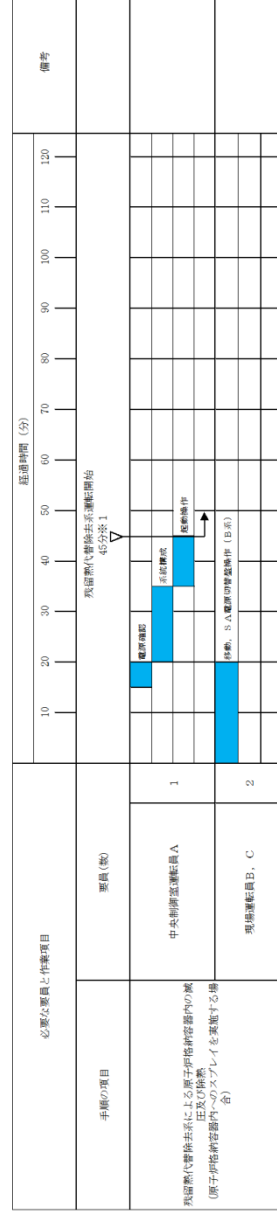 必要な要員と作業項目
経過時間（分）
備考
手順の項目
要員(数)
10 20 30 40 50 60 70 80 90 100 110 120
残留熱代替除去系運転開始
45分※1
残留熱代替除去系による原子炉格納容器内の減
圧及び除熱
(原子炉格納容器内へのスプレイを実施する場
合)
中央制御室運転員A
1
電源確認
系統構成
起動操作
現場運転員B，C
2
移動，SA電源切替盤操作（B系）